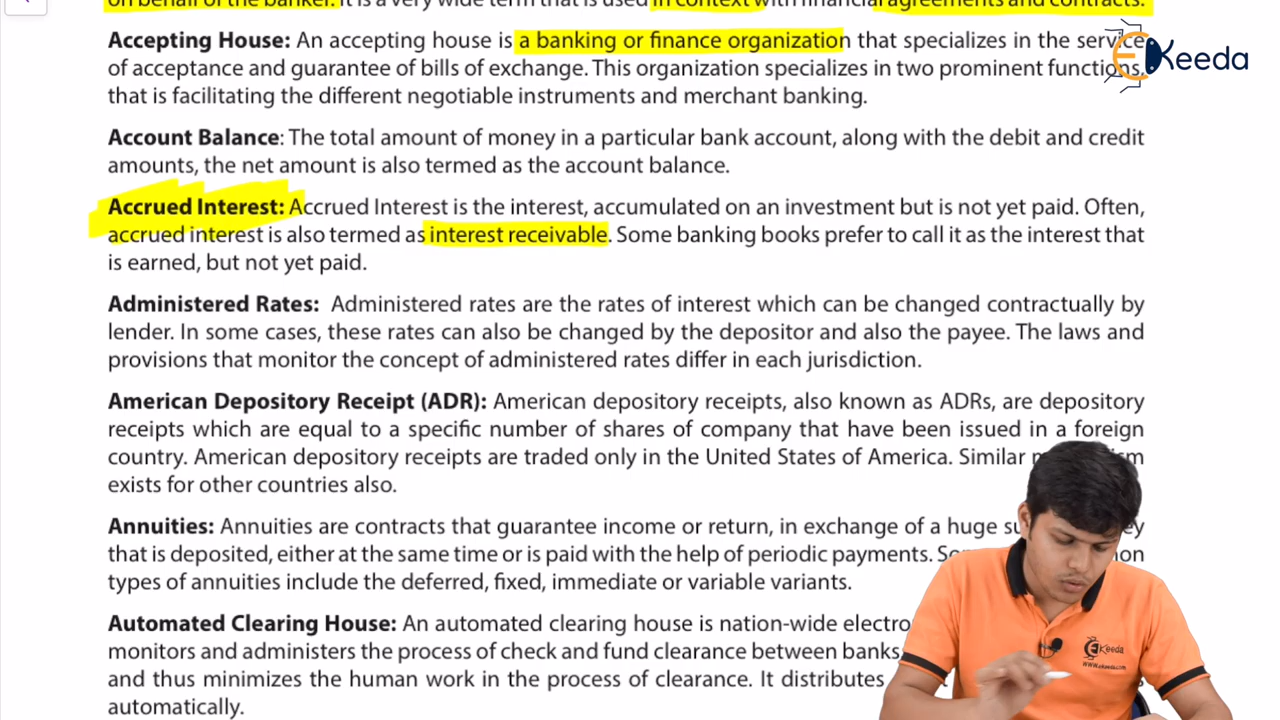 on behalf of the banker. It is a very wide term that is used in context with financial agreements and contracts.
Accepting House: An accepting house is a banking or finance organization that specializes in the service
of acceptance and guarantee of bills of exchange. This organization specializes in two prominent functions,
that is facilitating the different negotiable instruments and merchant banking.
Account Balance: The total amount of money in a particular bank account, along with the debit and credit
amounts, the net amount is also termed as the account balance.
Accrued Interest: Accrued Interest is the interest, accumulated on an investment but is not yet paid. Often,
accrued interest is also termed as interest receivable. Some banking books prefer to call it as the interest that
is earned, but not yet paid.
Administered Rates: Administered rates are the rates of interest which can be changed contractually by
lender. In some cases, these rates can also be changed by the depositor and also the payee. The laws and
provisions that monitor the concept of administered rates differ in each jurisdiction.
American Depository Receipt (ADR): American depository receipts, also known as ADRs, are depository
receipts which are equal to a specific number of shares of company that have been issued in a foreign
country. American depository receipts are traded only in the United States of America. Similar
exists for other countries also.
Annuities: Annuities are contracts that guarantee income or return, in exchange of a huge
that is deposited, either at the same time or is paid with the help of periodic payments.
types of annuities include the deferred, fixed, immediate or variable variants.
Automated Clearing House: An automated clearing house is nation-wide
monitors and administers the process of check and fund clearance between banks
and thus minimizes the human work in the process of clearance. It distributes
automatically.
EKeeda
EKeeda
www.ekeeda.com